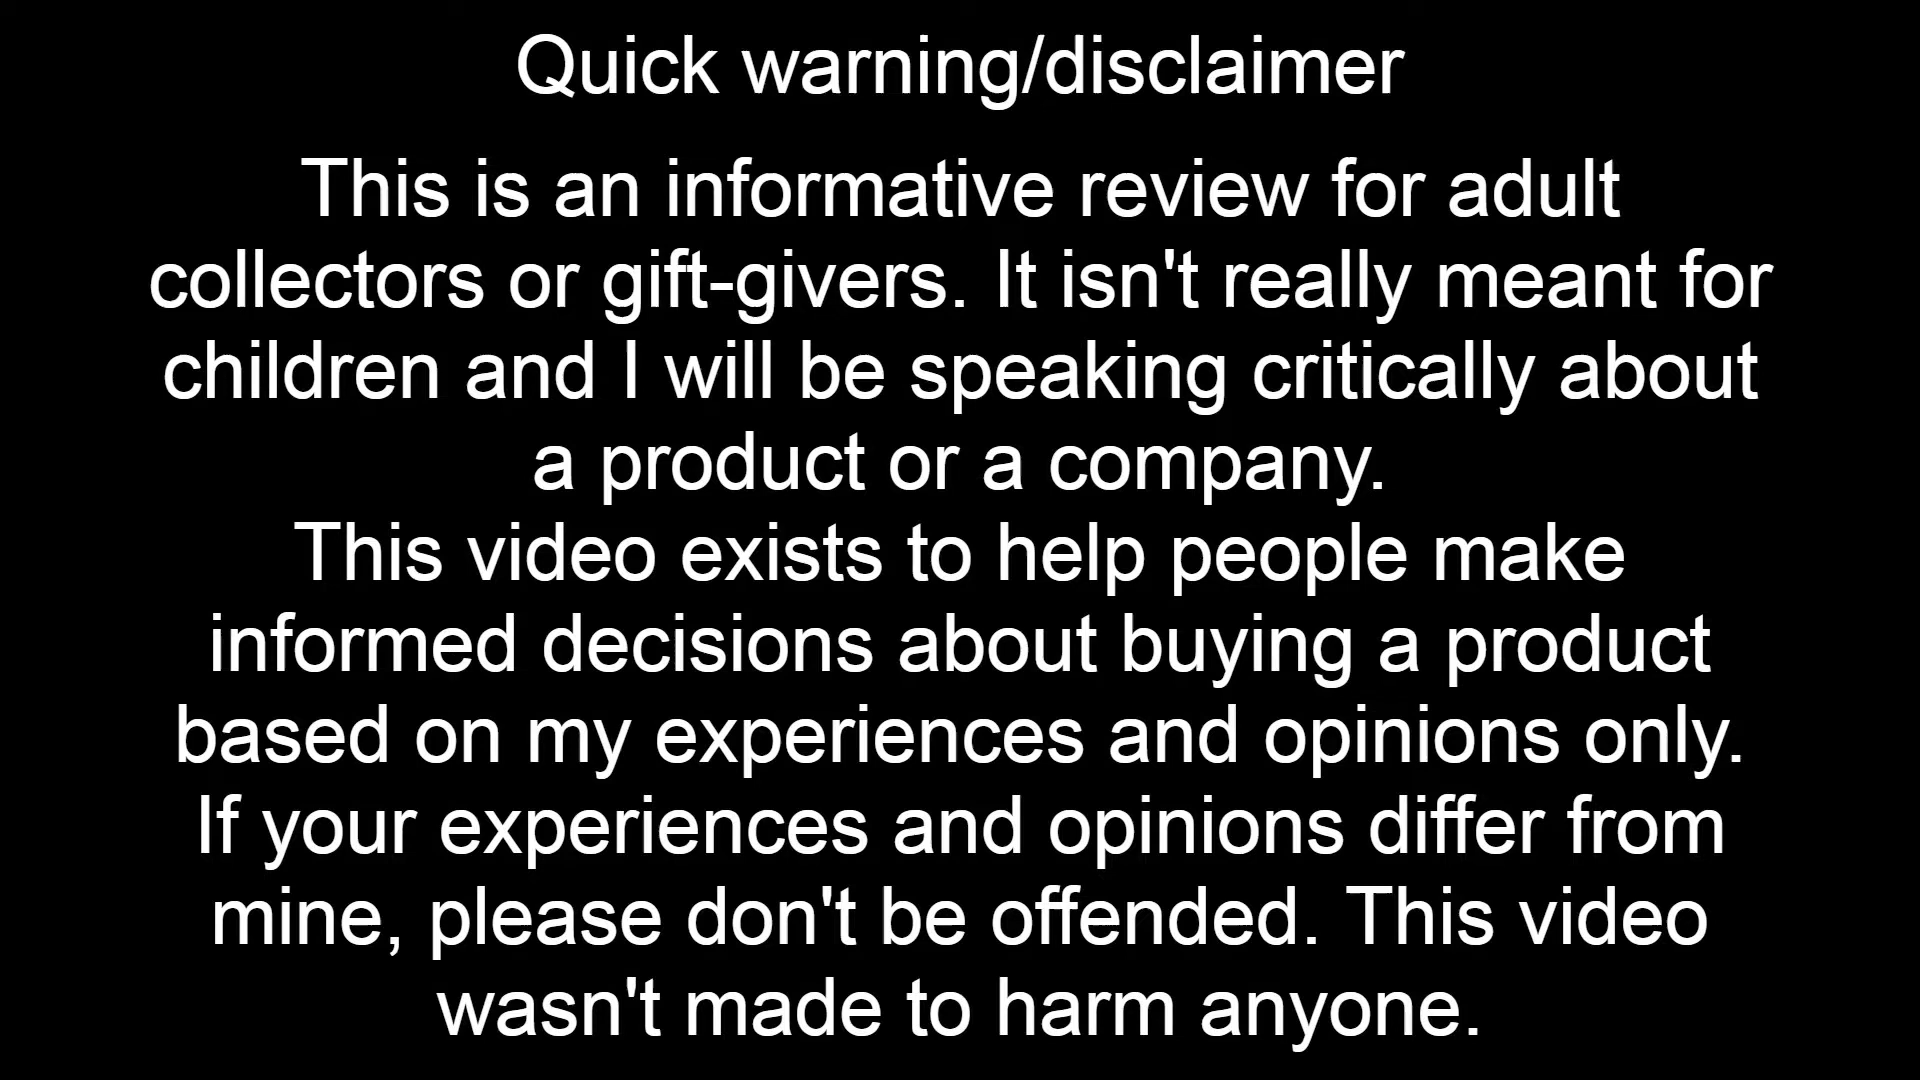 Quick warning/disclaimer
This is an informative review for adult
collectors or gift-givers. It isn't really meant for
children and I will be speaking critically about
a product or a company.
This video exists to help people make
informed decisions about buying a product
based on my experiences and opinions only.
If your experiences and opinions differ from
mine, please don't be offended. This video
wasn't made to harm anyone.